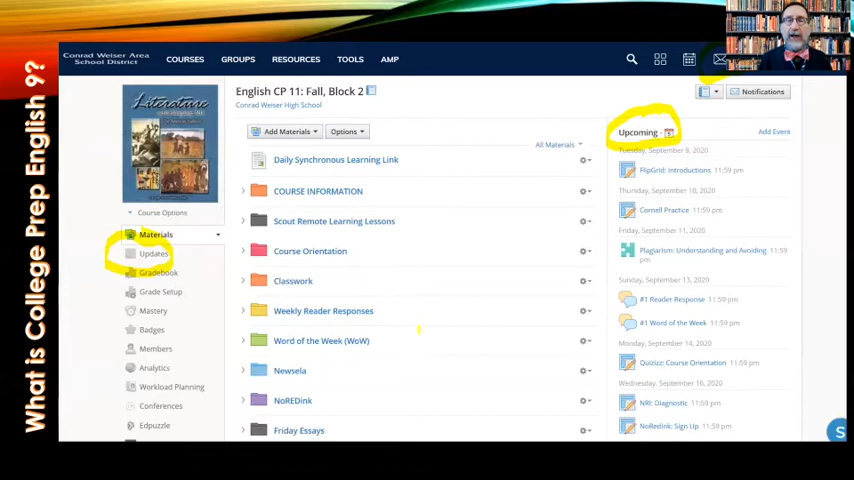 What is College Prep English 9?
Conrad Weiser Area
School District
COURSES GROUPS RESOURCES TOOLS AMP
Literature
English CP 11: Fall, Block 2
Conrad Weiser High School
Notifications
Add Materials Options
All Materials
Daily Synchronous Learning Link
COURSE INFORMATION
Scout Remote Learning Lessons
Course Orientation
Classwork
Weekly Reader Responses
Word of the Week (WoW)
Newsela
NoREDink
Friday Essays
Course Options
Materials
Updates
Gradebook
Grade Setup
Mastery
Badges
Members
Analytics
Workload Planning
Conferences
Edpuzzle
Upcoming · 5
Add Event
Tuesday, September 8, 2020
FlipGrid: Introductions 11:59 pm
Thursday, September 10, 2020
Cornell Practice 11:59 pm
Friday, September 11, 2020
Plagiarism: Understanding and Avoiding 11:59
pm
Sunday, September 13, 2020
#1 Reader Response 11:59 pm
#1 Word of the Week 11:59 pm
Monday, September 14, 2020
Quizizz: Course Orientation 11:59 pm
Wednesday, September 16, 2020
NRI: Diagnostic 11:59 pm
NoRedink: Sign Up 11:59 pm
S